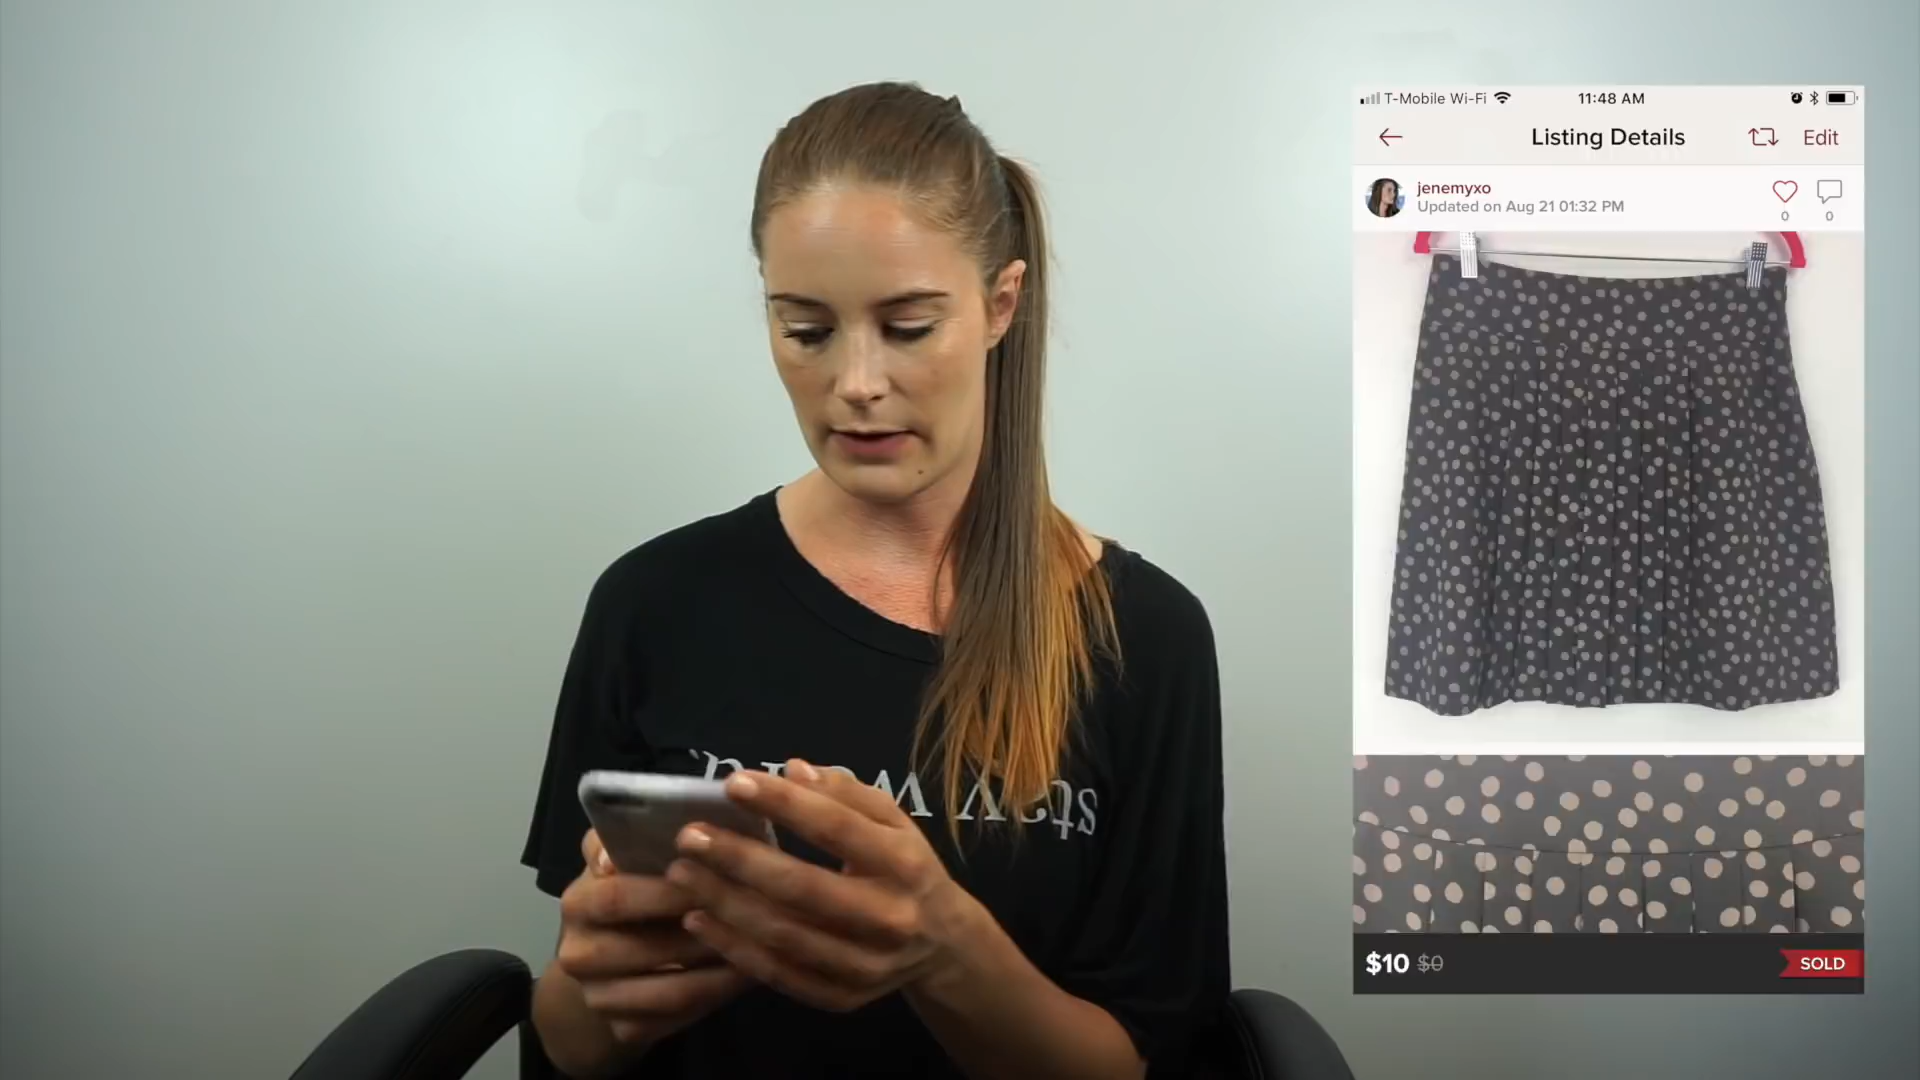 T-Mobile Wi-Fi 11:48 AM
Listing Details Edit
jenemyxo
Updated on Aug 21 01:32 PM
0 0
$10 $0 SOLD